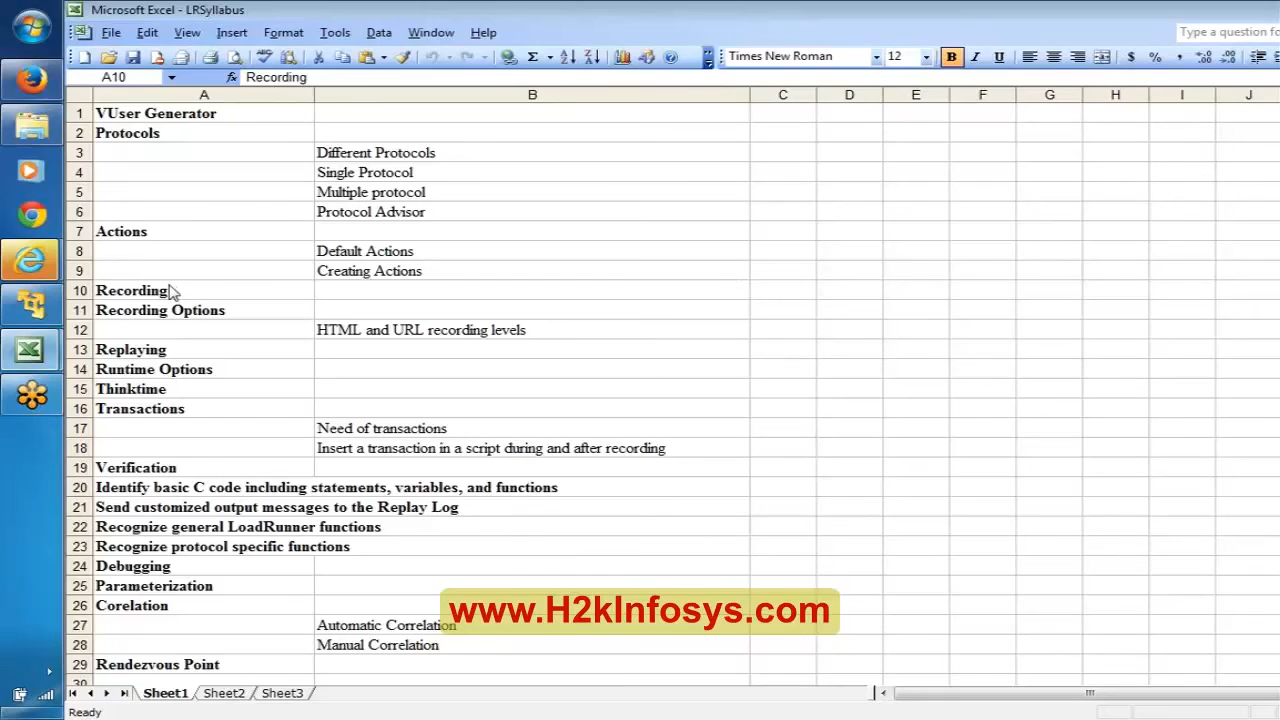 Microsoft Excel - LRSyllabus
File Edit View Insert Format Tools Data Window Help
Type a question fo
Times New Roman 12 B I U $ % ,
A10 fx Recording
A B C D E F G H I J
1 VUser Generator
2 Protocols
3 Different Protocols
4 Single Protocol
5 Multiple protocol
6 Protocol Advisor
7 Actions
8 Default Actions
9 Creating Actions
10 Recording
11 Recording Options
12 HTML and URL recording levels
13 Replaying
14 Runtime Options
15 Thinktime
16 Transactions
17 Need of transactions
18 Insert a transaction in a script during and after recording
19 Verification
20 Identify basic C code including statements, variables, and functions
21 Send customized output messages to the Replay Log
22 Recognize general LoadRunner functions
23 Recognize protocol specific functions
24 Debugging
25 Parameterization
26 Corelation
www.H2kInfosys.com
27 Automatic Correlation
28 Manual Correlation
29 Rendezvous Point
30
Sheet1 Sheet2 Sheet3
Ready